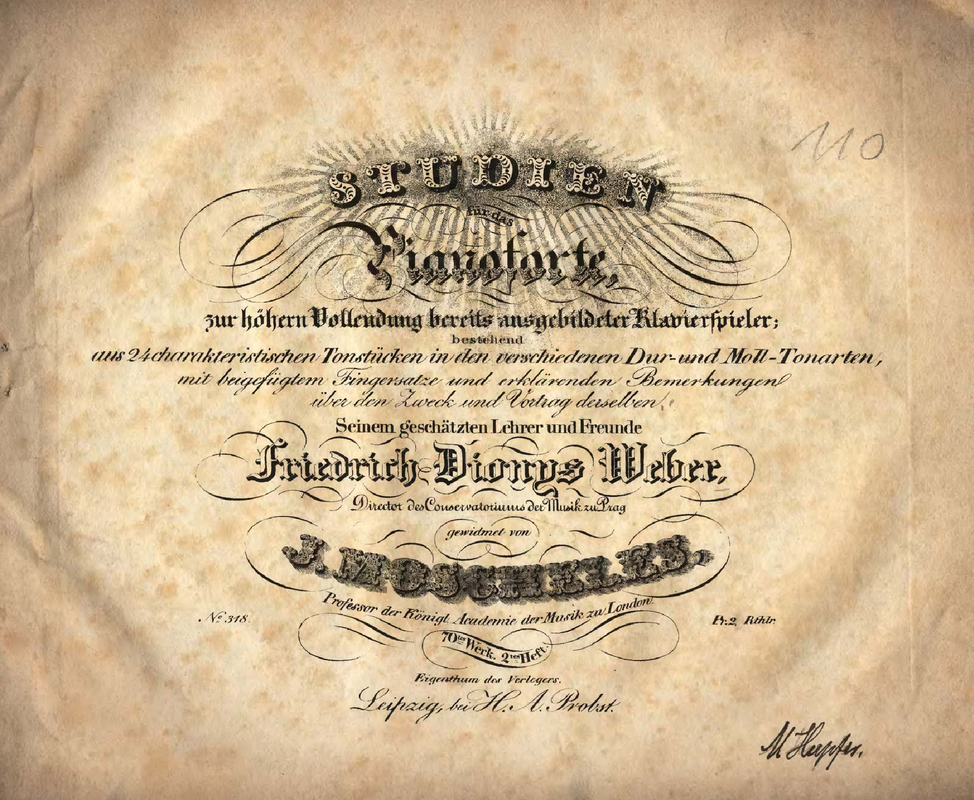 110
STUDIEN
für das
Pianoforte,
zur höhern Vollendung bereits ausgebildeter Klavierspieler;
bestehend
aus 24 charakteristischen Tonstücken in den verschiedenen Dur- und Moll-Tonarten,
mit beigefügtem Fingersatze und erklärenden Bemerkungen
über den Zweck und Vortrag derselben.
Seinem geschätzten Lehrer und Freunde
Friedrich Dionys Weber,
Director des Conservatoriums der Musik zu Prag
gewidmet von
J. MOSCHELES,
Professor der Königl. Academie der Musik zu London.
No. 318.
Pr. 2, Rthlr.
70tes Werk. 2tes Heft.
Eigenthum des Verlegers.
Leipzig, bei H. A. Probst.